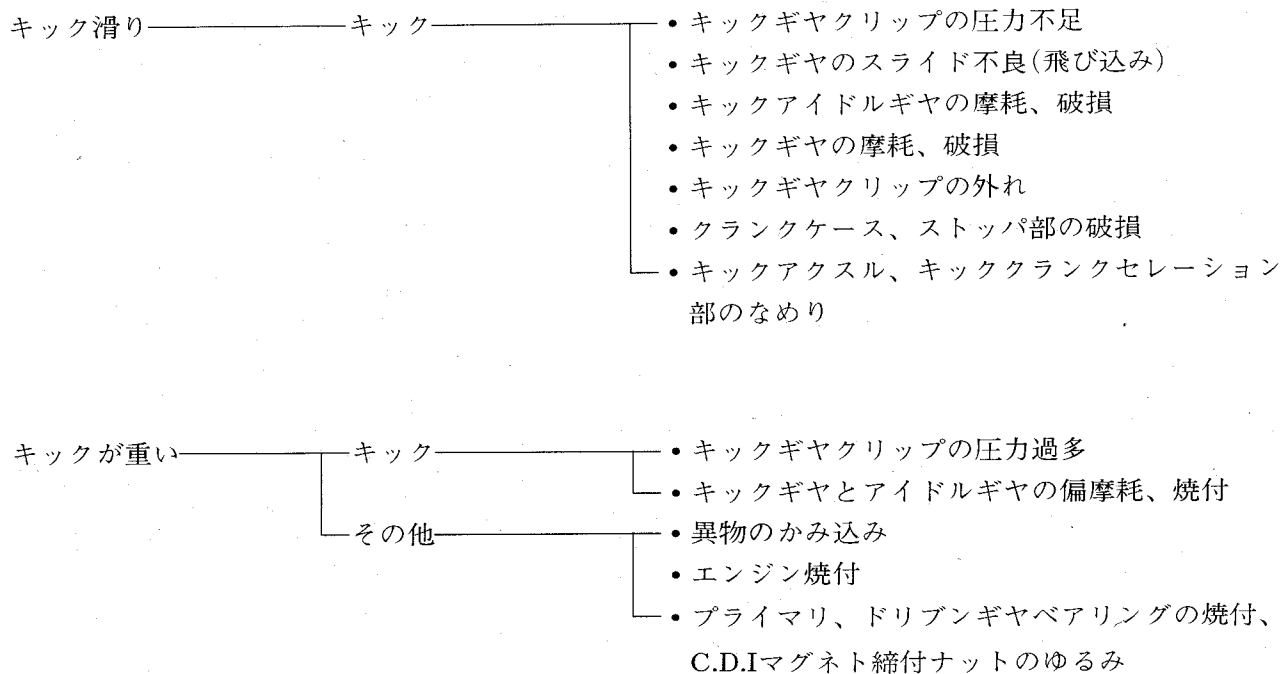 キック滑り キック • キックギヤクリップの圧力不足
• キックギヤのスライド不良(飛び込み)
• キックアイドルギヤの摩耗、破損
• キックギヤの摩耗、破損
• キックギヤクリップの外れ
• クランクケース、ストッパ部の破損
• キックアクスル、キッククランクセレーション
部のなめり
キックが重い キック • キックギヤクリップの圧力過多
• キックギヤとアイドルギヤの偏摩耗、焼付
その他 • 異物のかみ込み
• エンジン焼付
• プライマリ、ドリブンギヤベアリングの焼付、
C.D.Iマグネト締付ナットのゆるみ